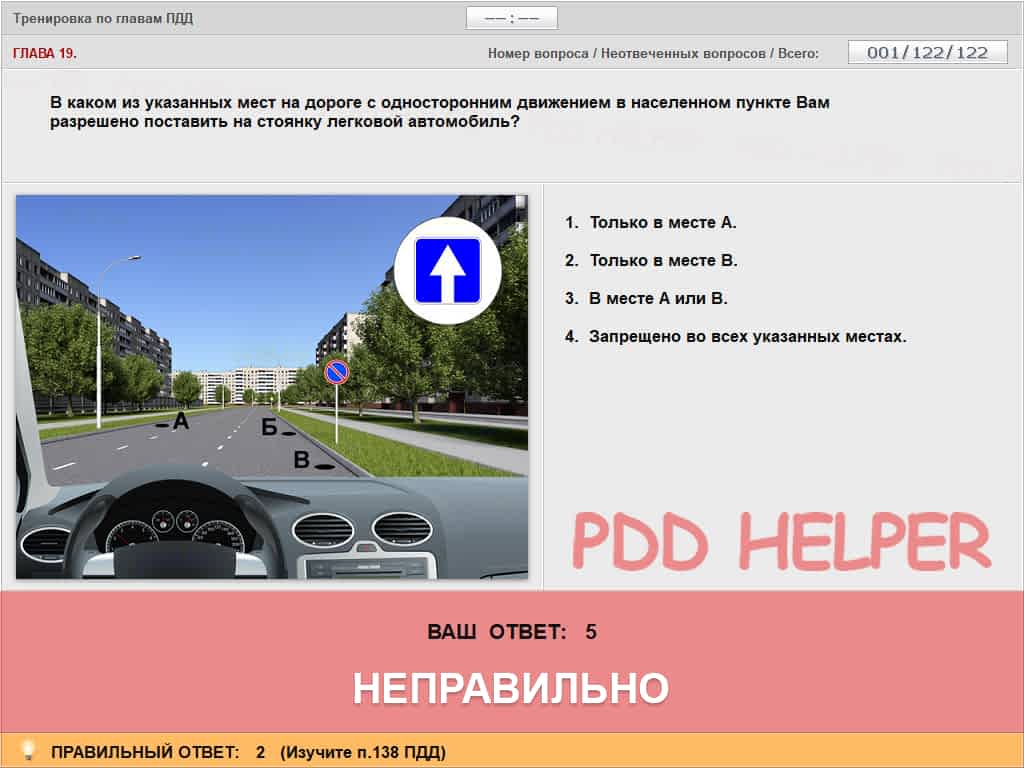 Тренировка по главам ПДД
—— : ——
ГЛАВА 19.
Номер вопроса / Неотвеченных вопросов / Всего:
001/122/122
В каком из указанных мест на дороге с односторонним движением в населенном пункте Вам
разрешено поставить на стоянку легковой автомобиль?
1. Только в месте А.
2. Только в месте В.
3. В месте А или В.
4. Запрещено во всех указанных местах.
А
Б
В
PDD HELPER
ВАШ ОТВЕТ: 5
НЕПРАВИЛЬНО
ПРАВИЛЬНЫЙ ОТВЕТ: 2 (Изучите п.138 ПДД)